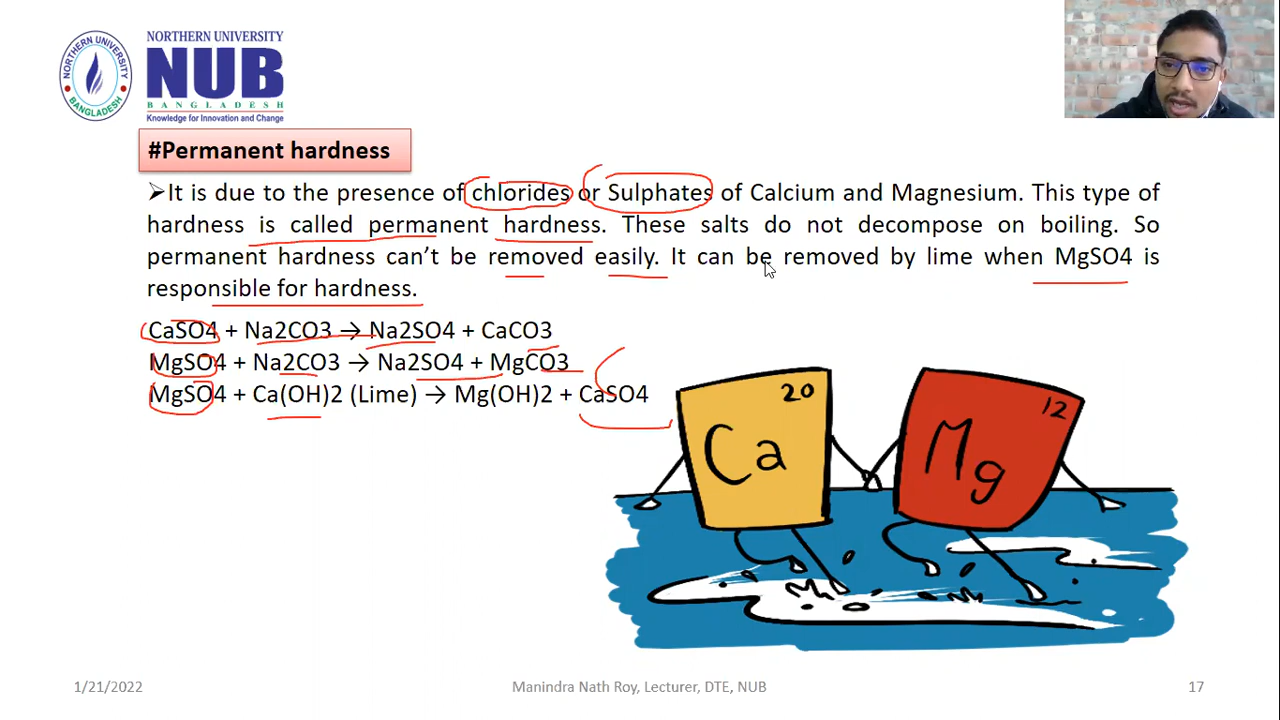 NORTHERN UNIVERSITY
BANGLADESH
NORTHERN UNIVERSITY
NUB
BANGLADESH
Knowledge for Innovation and Change
#Permanent hardness
➢It is due to the presence of chlorides or Sulphates of Calcium and Magnesium. This type of
hardness is called permanent hardness. These salts do not decompose on boiling. So
permanent hardness can’t be removed easily. It can be removed by lime when MgSO4 is
responsible for hardness.
CaSO4 + Na2CO3 → Na2SO4 + CaCO3
MgSO4 + Na2CO3 → Na2SO4 + MgCO3
MgSO4 + Ca(OH)2 (Lime) → Mg(OH)2 + CaSO4
20
Ca
12
Mg
1/21/2022
Manindra Nath Roy, Lecturer, DTE, NUB
17